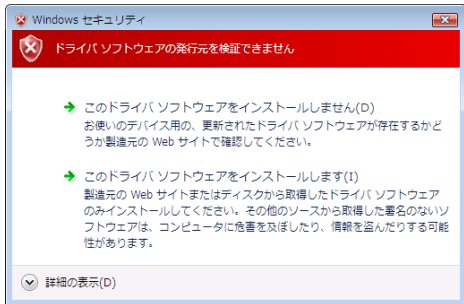 Windows セキュリティ
ドライバ ソフトウェアの発行元を検証できません
このドライバ ソフトウェアをインストールしません(D)
お使いのデバイス用の、更新されたドライバ ソフトウェアが存在するかど
うか製造元の Web サイトで確認してください。
このドライバ ソフトウェアをインストールします(I)
製造元の Web サイトまたはディスクから取得したドライバ ソフトウェア
のみインストールしてください。その他のソースから取得した署名のないソ
フトウェアは、コンピュータに危害を及ぼしたり、情報を盗んだりする可能
性があります。
詳細の表示(D)